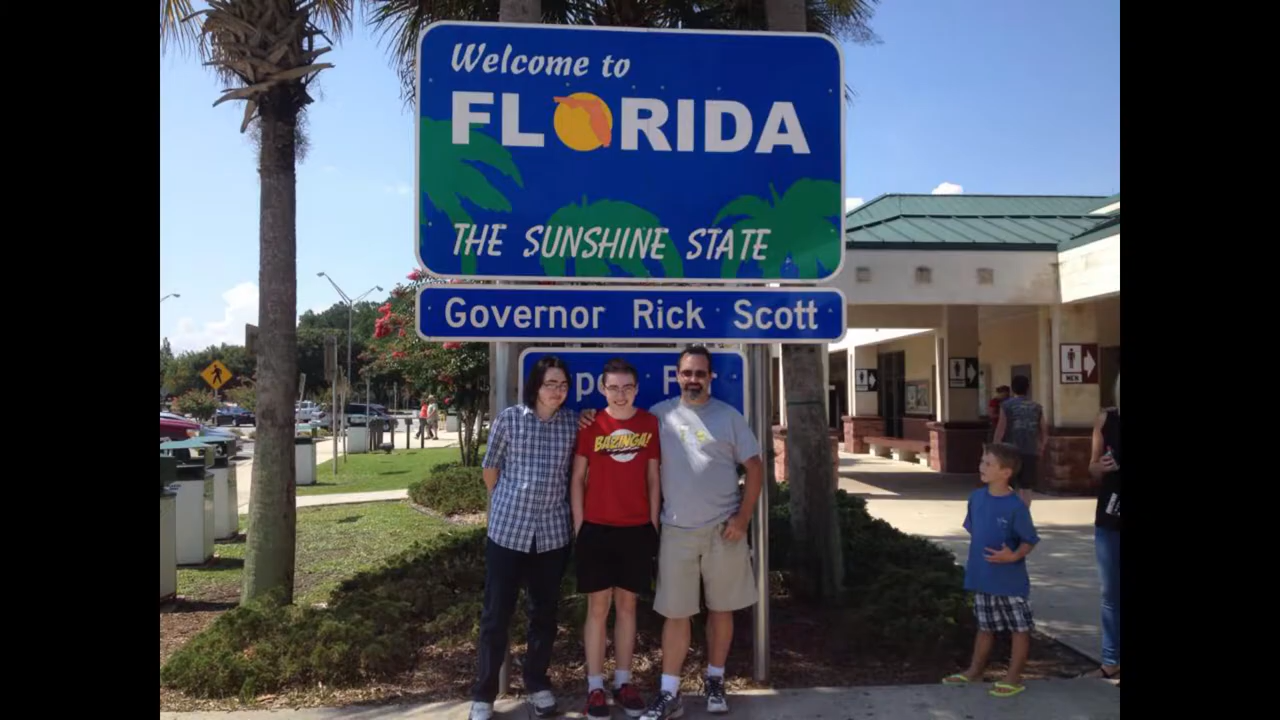 Welcome to
FLORIDA
THE SUNSHINE STATE
Governor Rick Scott
BAZINGA!
MEN